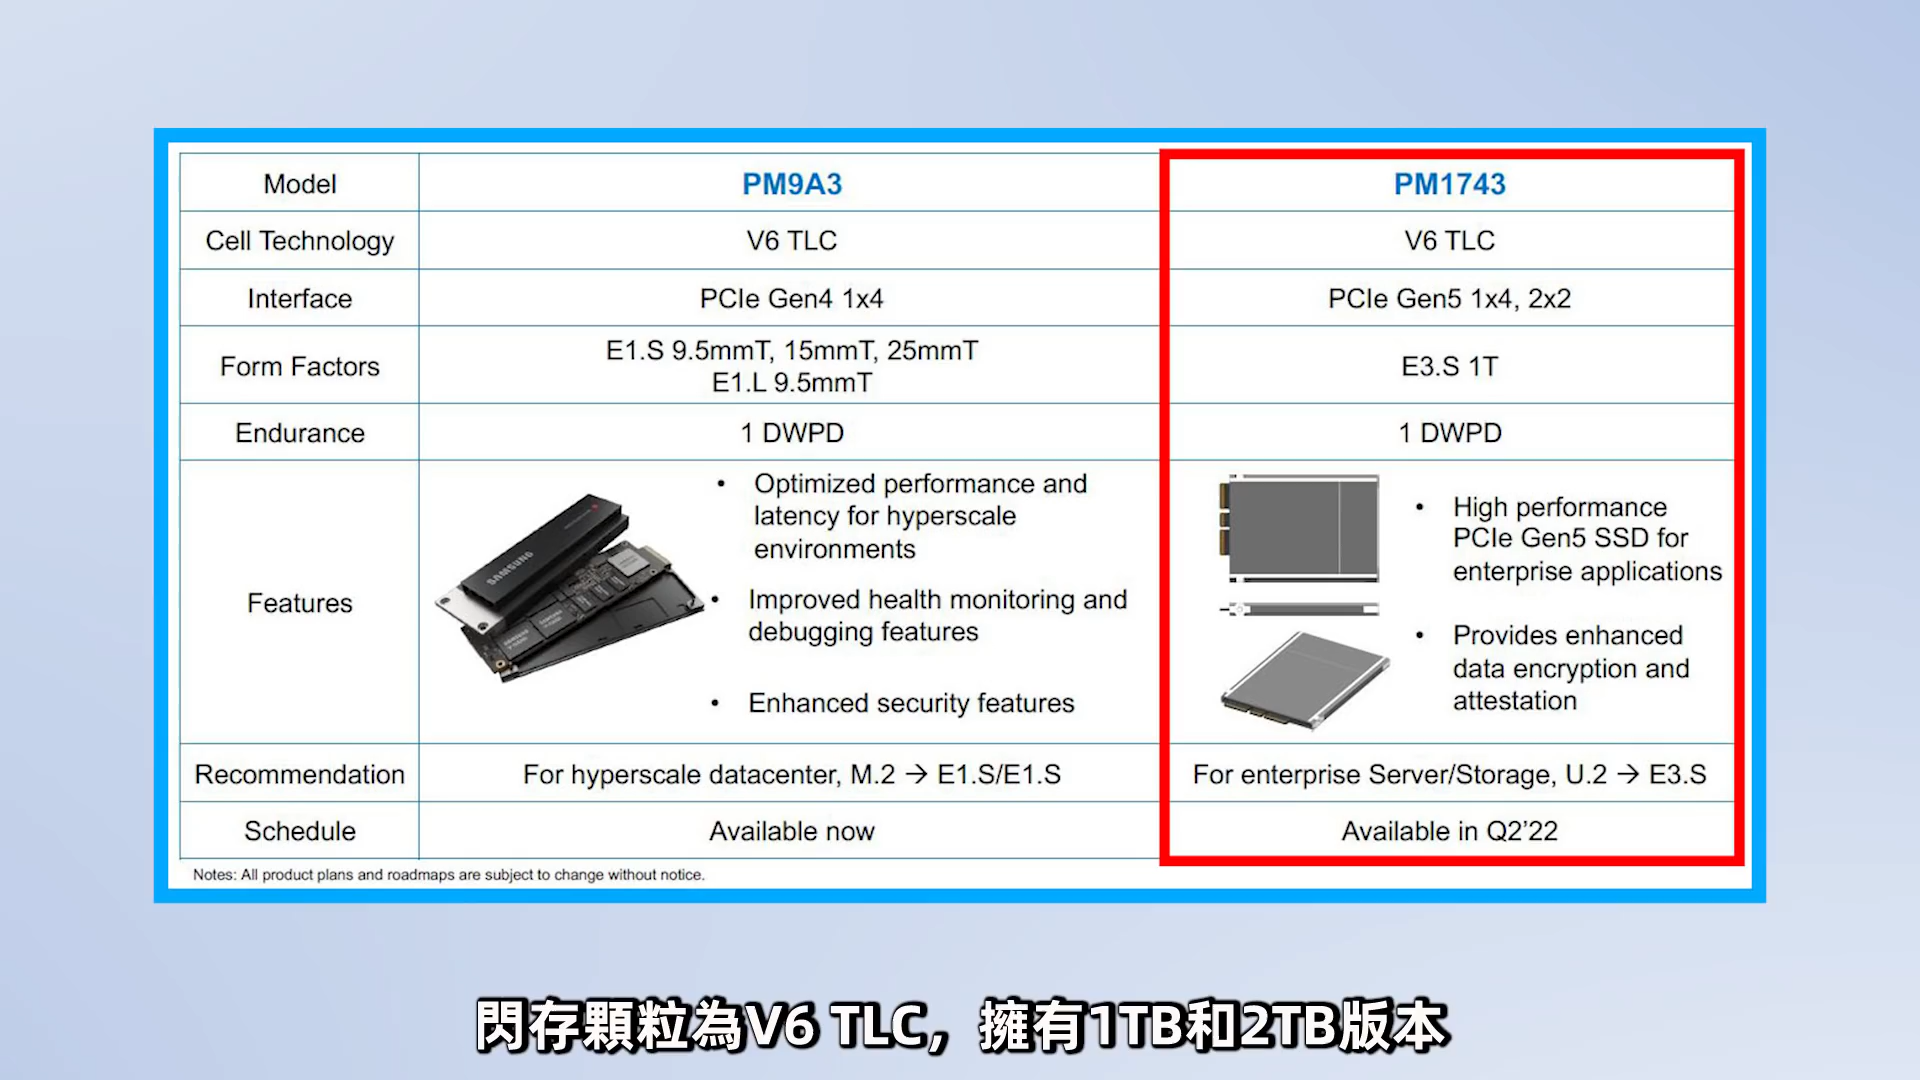 Model
PM9A3
PM1743
Cell Technology
V6 TLC
V6 TLC
Interface
PCIe Gen4 1x4
PCIe Gen5 1x4, 2x2
Form Factors
E1.S 9.5mmT, 15mmT, 25mmT
E1.L 9.5mmT
E3.S 1T
Endurance
1 DWPD
1 DWPD
Features
SAMSUNG
• Optimized performance and
latency for hyperscale
environments
• Improved health monitoring and
debugging features
• Enhanced security features
• High performance
PCIe Gen5 SSD for
enterprise applications
• Provides enhanced
data encryption and
attestation
Recommendation
For hyperscale datacenter, M.2 → E1.S/E1.S
For enterprise Server/Storage, U.2 → E3.S
Schedule
Available now
Available in Q2’22
Notes: All product plans and roadmaps are subject to change without notice.
閃存顆粒為V6 TLC，擁有1TB和2TB版本